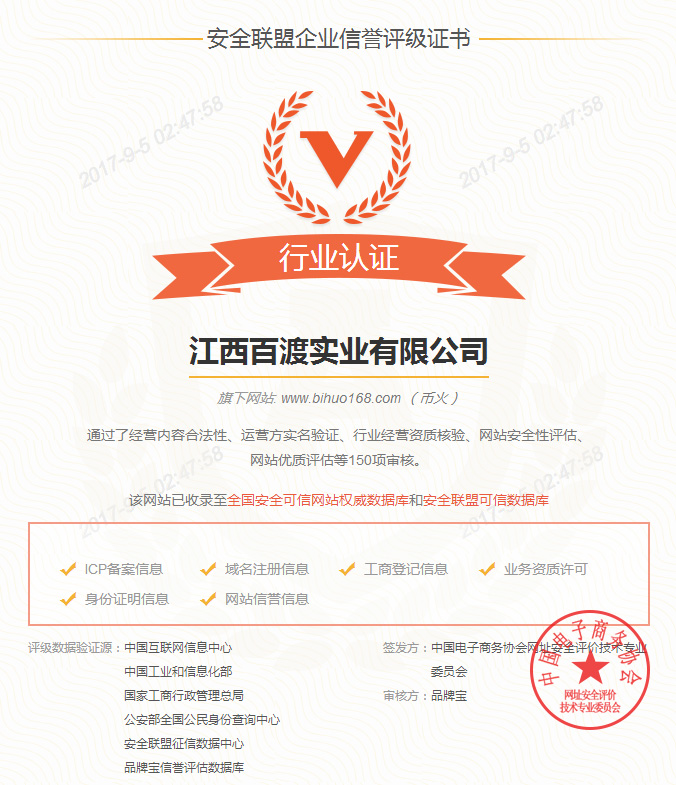 安全联盟企业信誉评级证书
2017-9-5 02:47:58
2017-9-5 02:47:58
行业认证
江西百渡实业有限公司
旗下网站: www.bihuo168.com （ 币火 ）
通过了经营内容合法性、运营方实名验证、行业经营资质核验、网站安全性评估、
网站优质评估等150项审核。
2017-9-5 02:47:58
2017-9-5 02:47:58
该网站已收录至全国安全可信网站权威数据库和安全联盟可信数据库
ICP备案信息 域名注册信息 工商登记信息 业务资质许可
身份证明信息 网站信誉信息
评级数据验证源：中国互联网信息中心
中国工业和信息化部
国家工商行政管理总局
公安部全国公民身份查询中心
安全联盟征信数据中心
品牌宝信誉评估数据库
签发方：中国电子商务协会网址安全评价技术专业
委员会
审核方：品牌宝
中国电子商务协会
网址安全评价
技术专业委员会